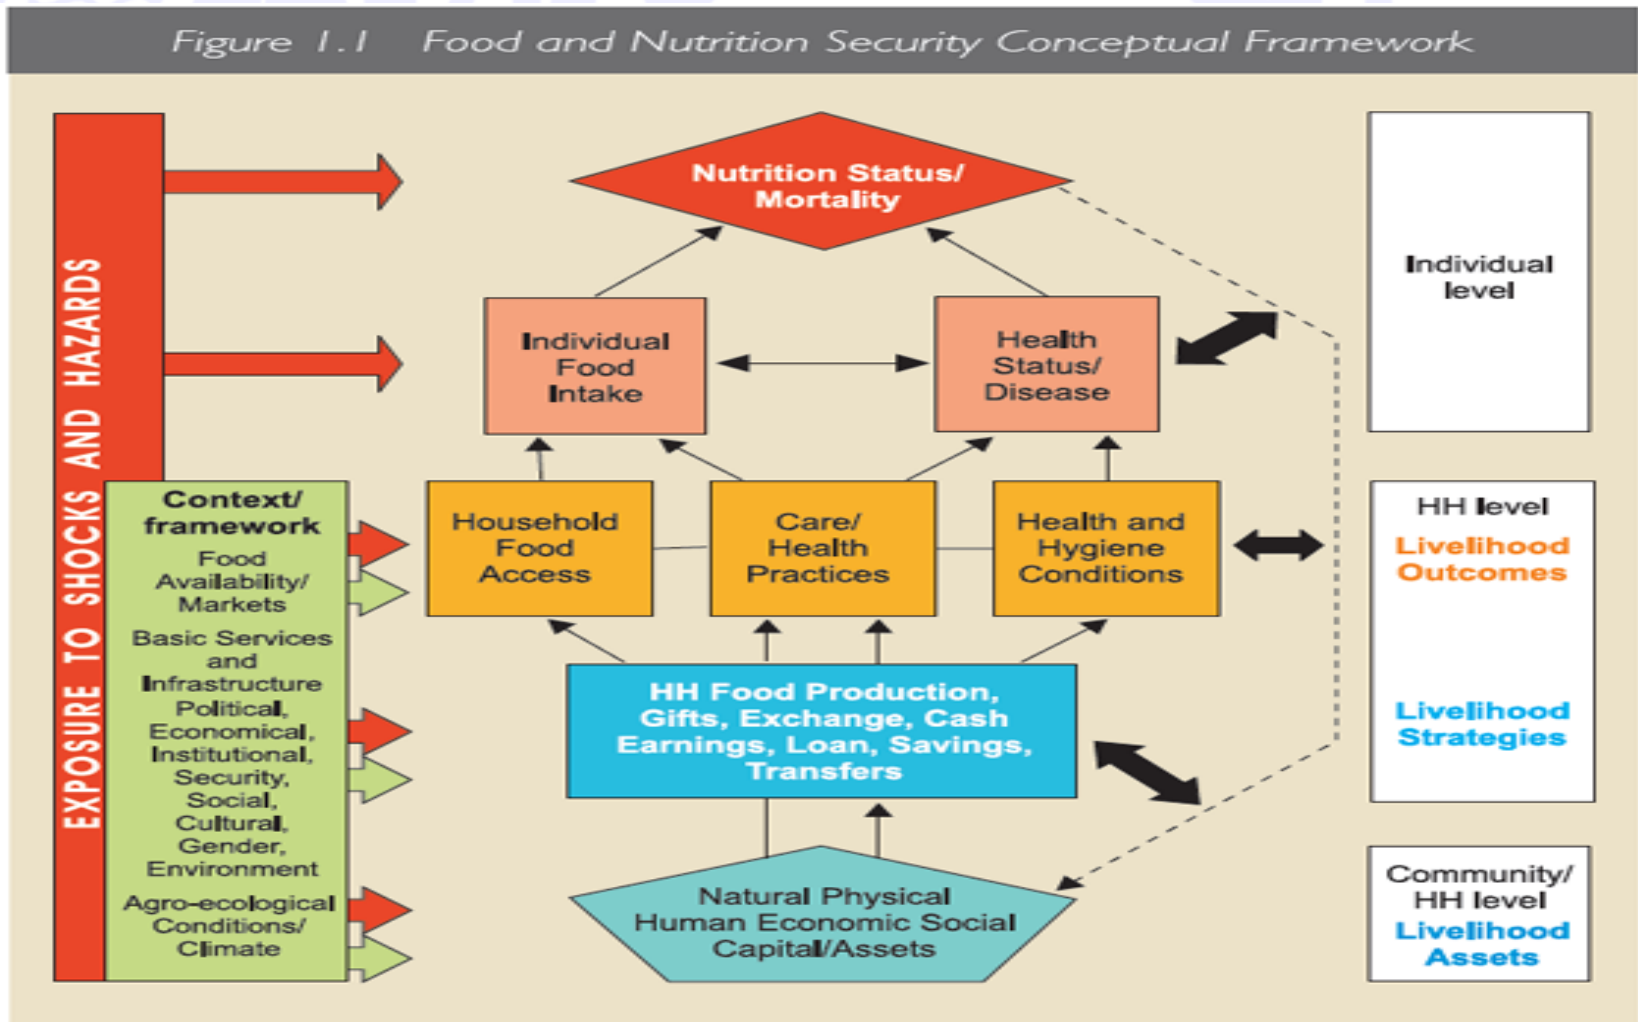 Figure 1.1 Food and Nutrition Security Conceptual Framework
EXPOSURE TO SHOCKS AND HAZARDS
Nutrition Status/
Mortality
Individual
level
Individual
Food
Intake
Health
Status/
Disease
Context/
framework
Food
Availability/
Markets
Basic Services
and
Infrastructure
Political,
Economical,
Institutional,
Security,
Social,
Cultural,
Gender,
Environment
Agro-ecological
Conditions/
Climate
Household
Food
Access
Care/
Health
Practices
Health and
Hygiene
Conditions
HH level
Livelihood
Outcomes
Livelihood
Strategies
HH Food Production,
Gifts, Exchange, Cash
Earnings, Loan, Savings,
Transfers
Natural Physical
Human Economic Social
Capital/Assets
Community/
HH level
Livelihood
Assets